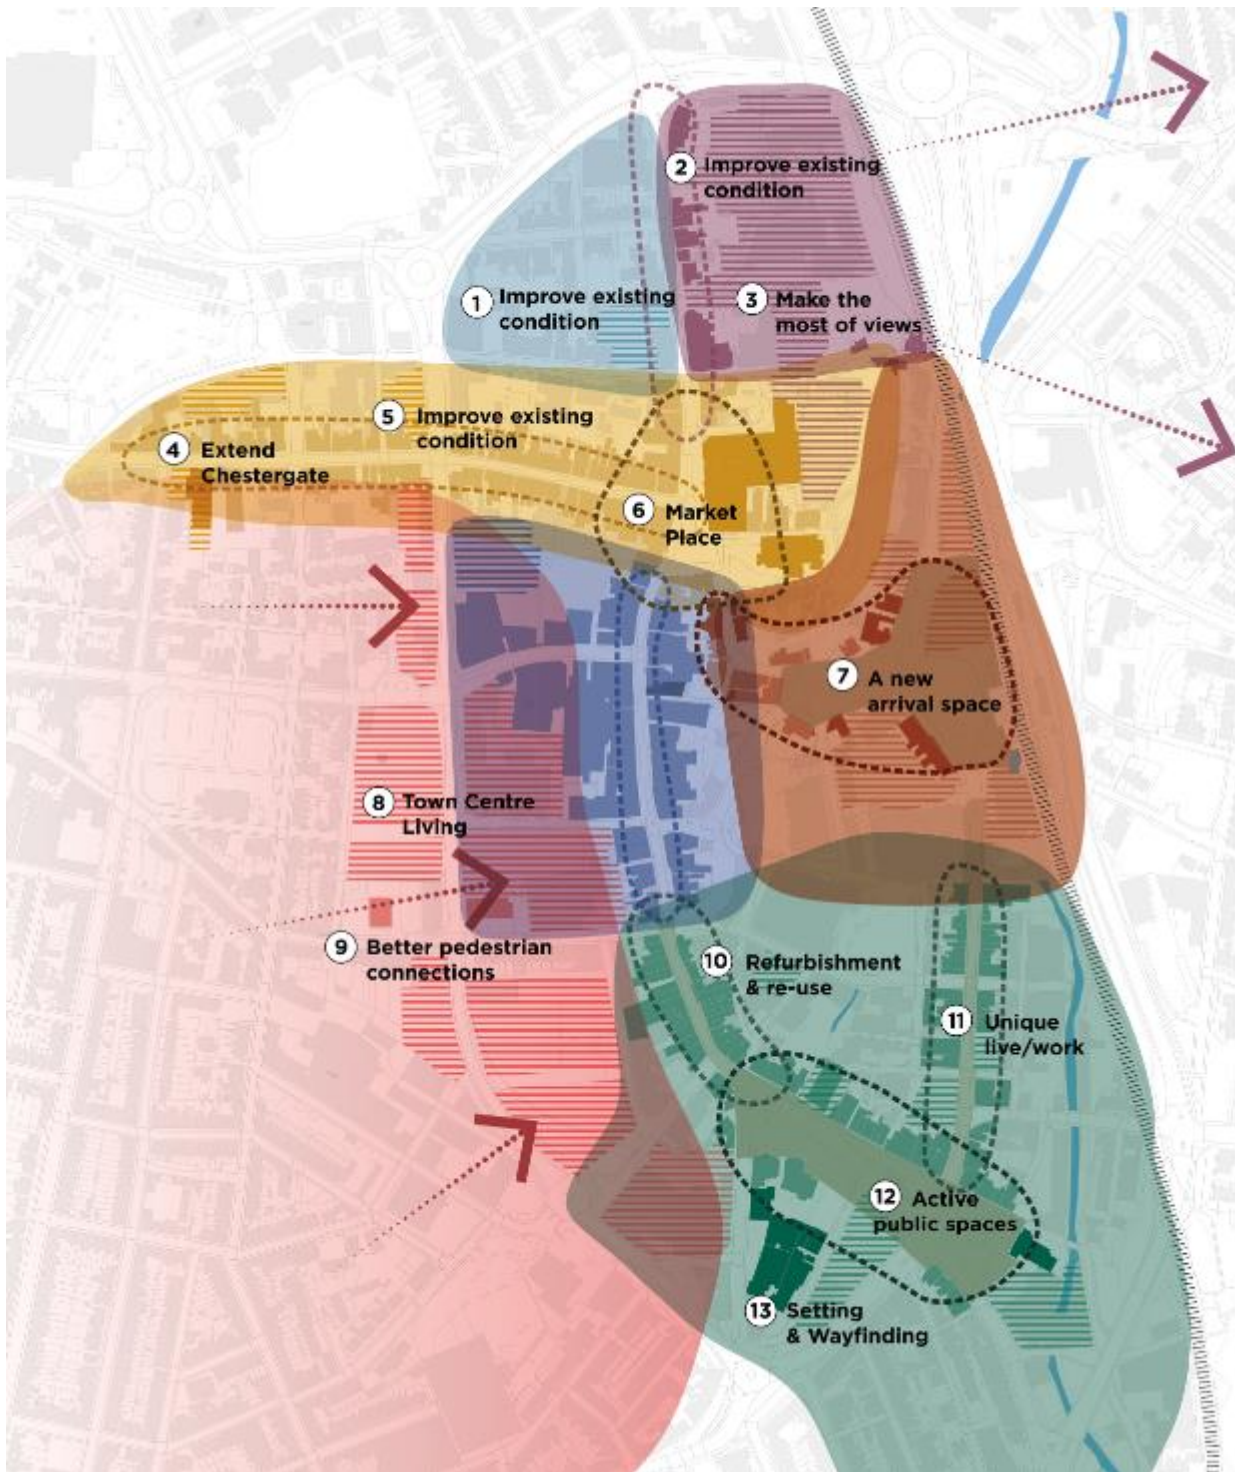 2 Improve existing
condition
1 Improve existing
condition
3 Make the
most of views
5 Improve existing
condition
4 Extend
Chestergate
6 Market
Place
7 A new
arrival space
8 Town Centre
Living
9 Better pedestrian
connections
10 Refurbishment
& re-use
11 Unique
live/work
12 Active
public spaces
13 Setting
& Wayfinding